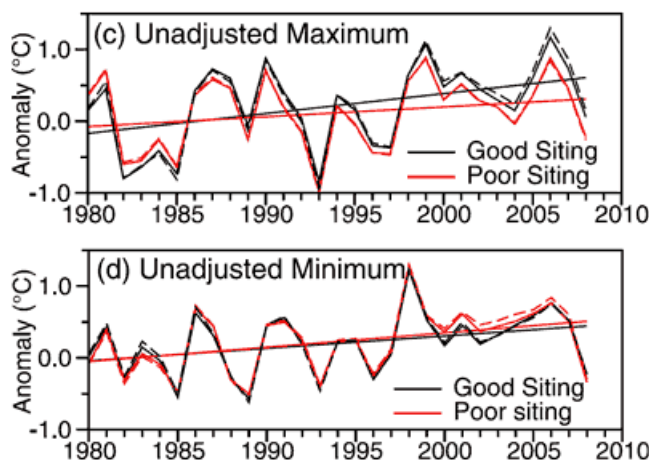 (c) Unadjusted Maximum
Anomaly (°C)
1.0
0.0
-1.0
Good Siting
Poor Siting
1980 1985 1990 1995 2000 2005 2010
(d) Unadjusted Minimum
Anomaly (°C)
1.0
0.0
-1.0
Good Siting
Poor siting
1980 1985 1990 1995 2000 2005 2010